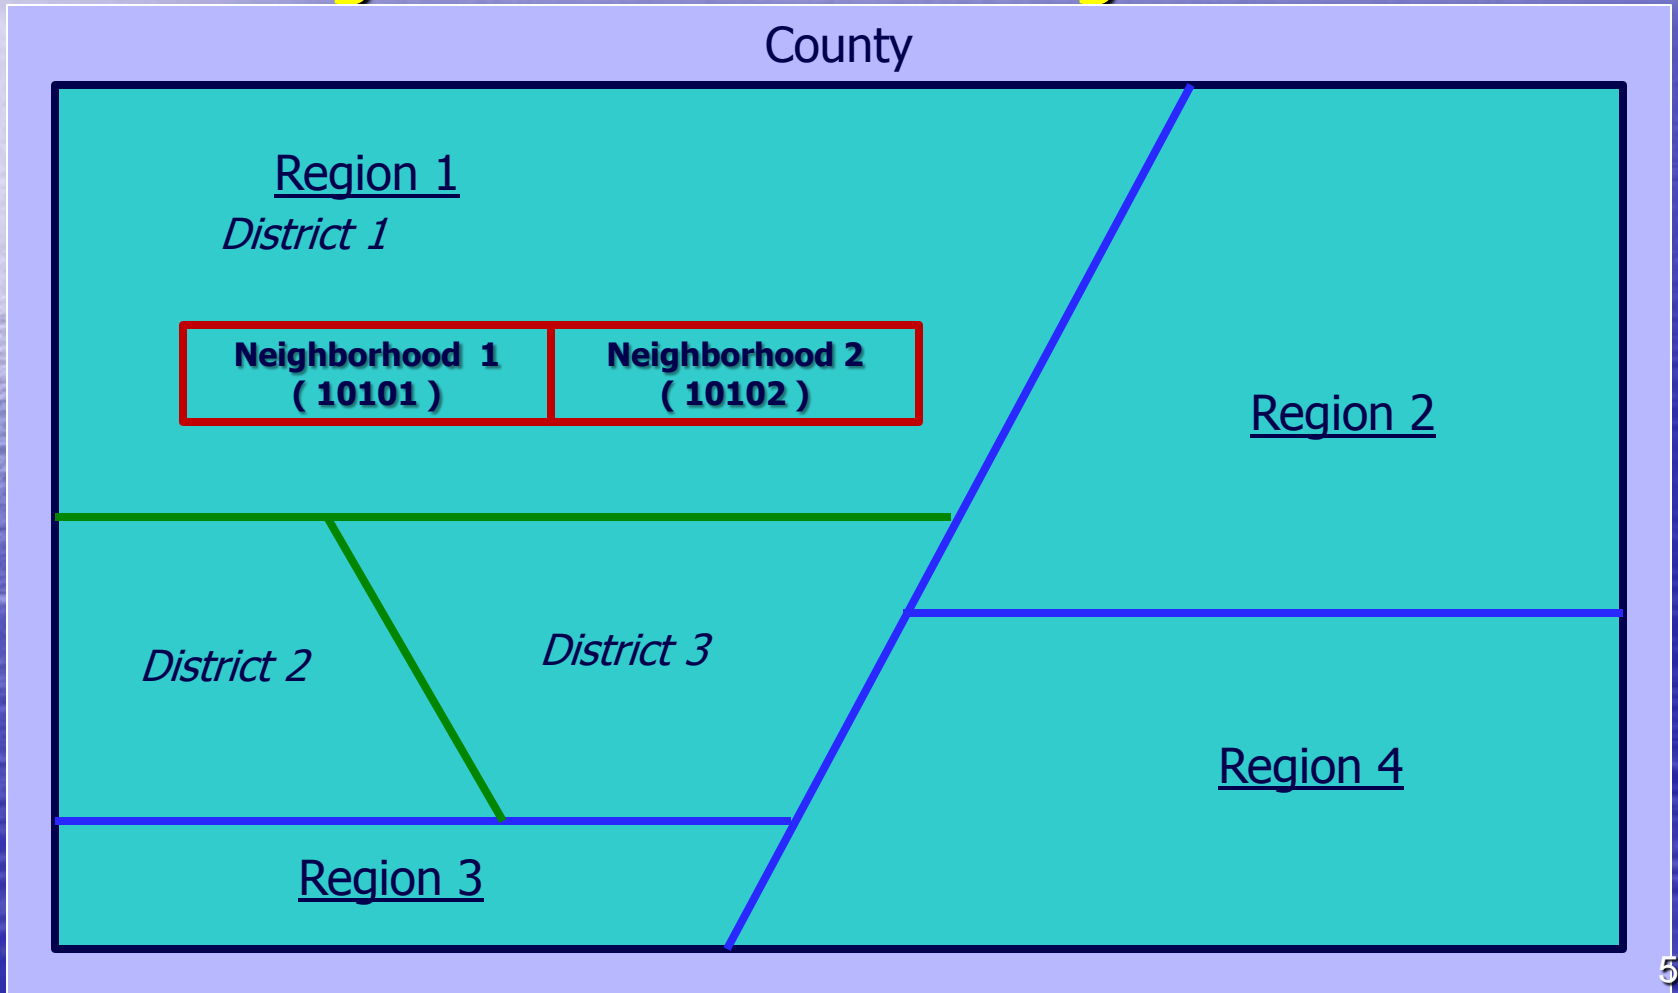 County
Region 1
District 1
Neighborhood 1
( 10101 )
Neighborhood 2
( 10102 )
Region 2
District 2
District 3
Region 4
Region 3
5